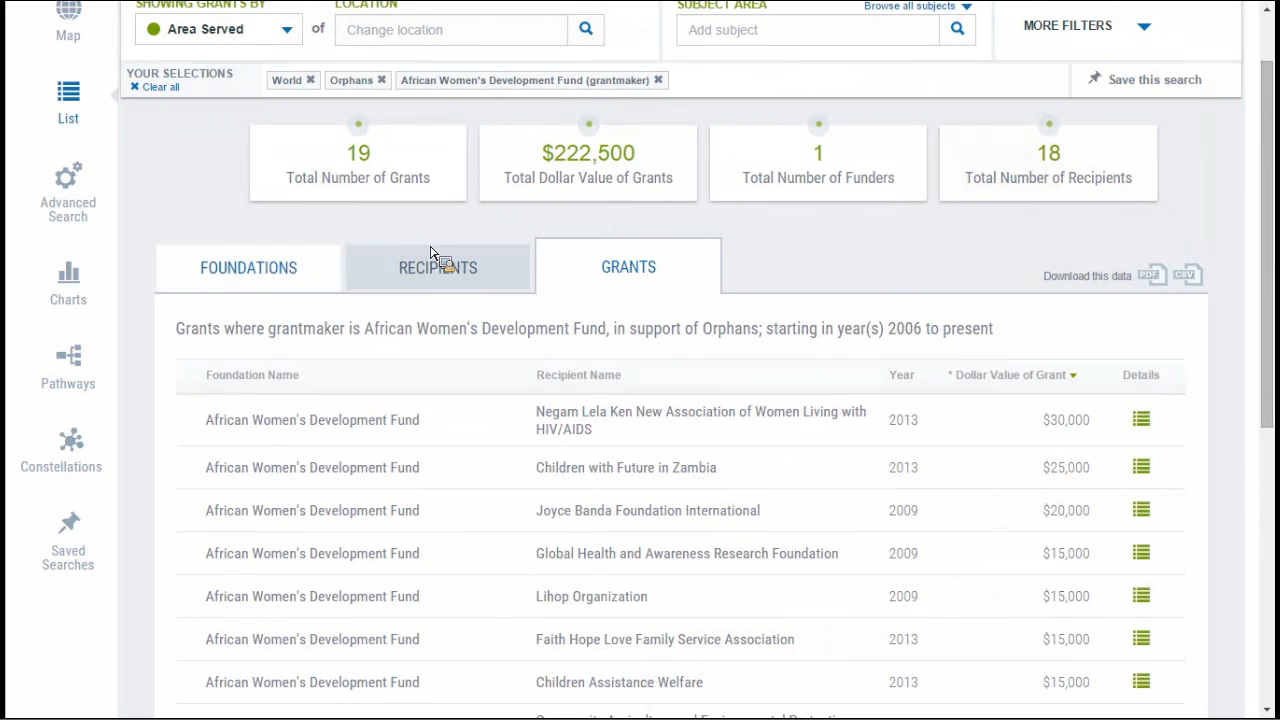 SHOWING GRANTS BY
LOCATION
SUBJECT AREA
Browse all subjects
Map
Area Served
of
Change location
Add subject
MORE FILTERS
YOUR SELECTIONS
Clear all
World
Orphans
African Women's Development Fund (grantmaker)
Save this search
List
19
Total Number of Grants
$222,500
Total Dollar Value of Grants
1
Total Number of Funders
18
Total Number of Recipients
Advanced
Search
Charts
Pathways
Constellations
Saved
Searches
FOUNDATIONS
RECIPIENTS
GRANTS
Download this data
PDF
CSV
Grants where grantmaker is African Women's Development Fund, in support of Orphans; starting in year(s) 2006 to present
Foundation Name Recipient Name Year * Dollar Value of Grant Details
African Women's Development Fund Negam Lela Ken New Association of Women Living with
HIV/AIDS 2013 $30,000
African Women's Development Fund Children with Future in Zambia 2013 $25,000
African Women's Development Fund Joyce Banda Foundation International 2009 $20,000
African Women's Development Fund Global Health and Awareness Research Foundation 2009 $15,000
African Women's Development Fund Lihop Organization 2009 $15,000
African Women's Development Fund Faith Hope Love Family Service Association 2013 $15,000
African Women's Development Fund Children Assistance Welfare 2013 $15,000